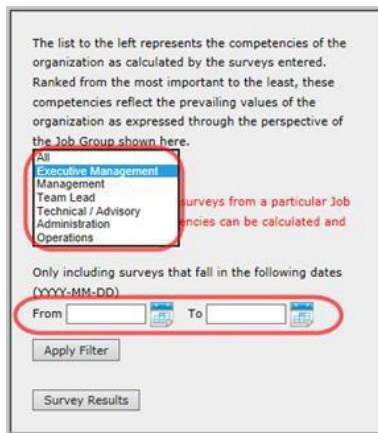 The list to the left represents the competencies of the
organization as calculated by the surveys entered.
Ranked from the most important to the least, these
competencies reflect the prevailing values of the
organization as expressed through the perspective of
the Job Group shown here.
All
Executive Management
Management
Team Lead
surveys from a particular Job
Technical / Advisory
Administration
encies can be calculated and
Operations
Only including surveys that fall in the following dates
(YYYY-MM-DD)
From To
Apply Filter
Survey Results